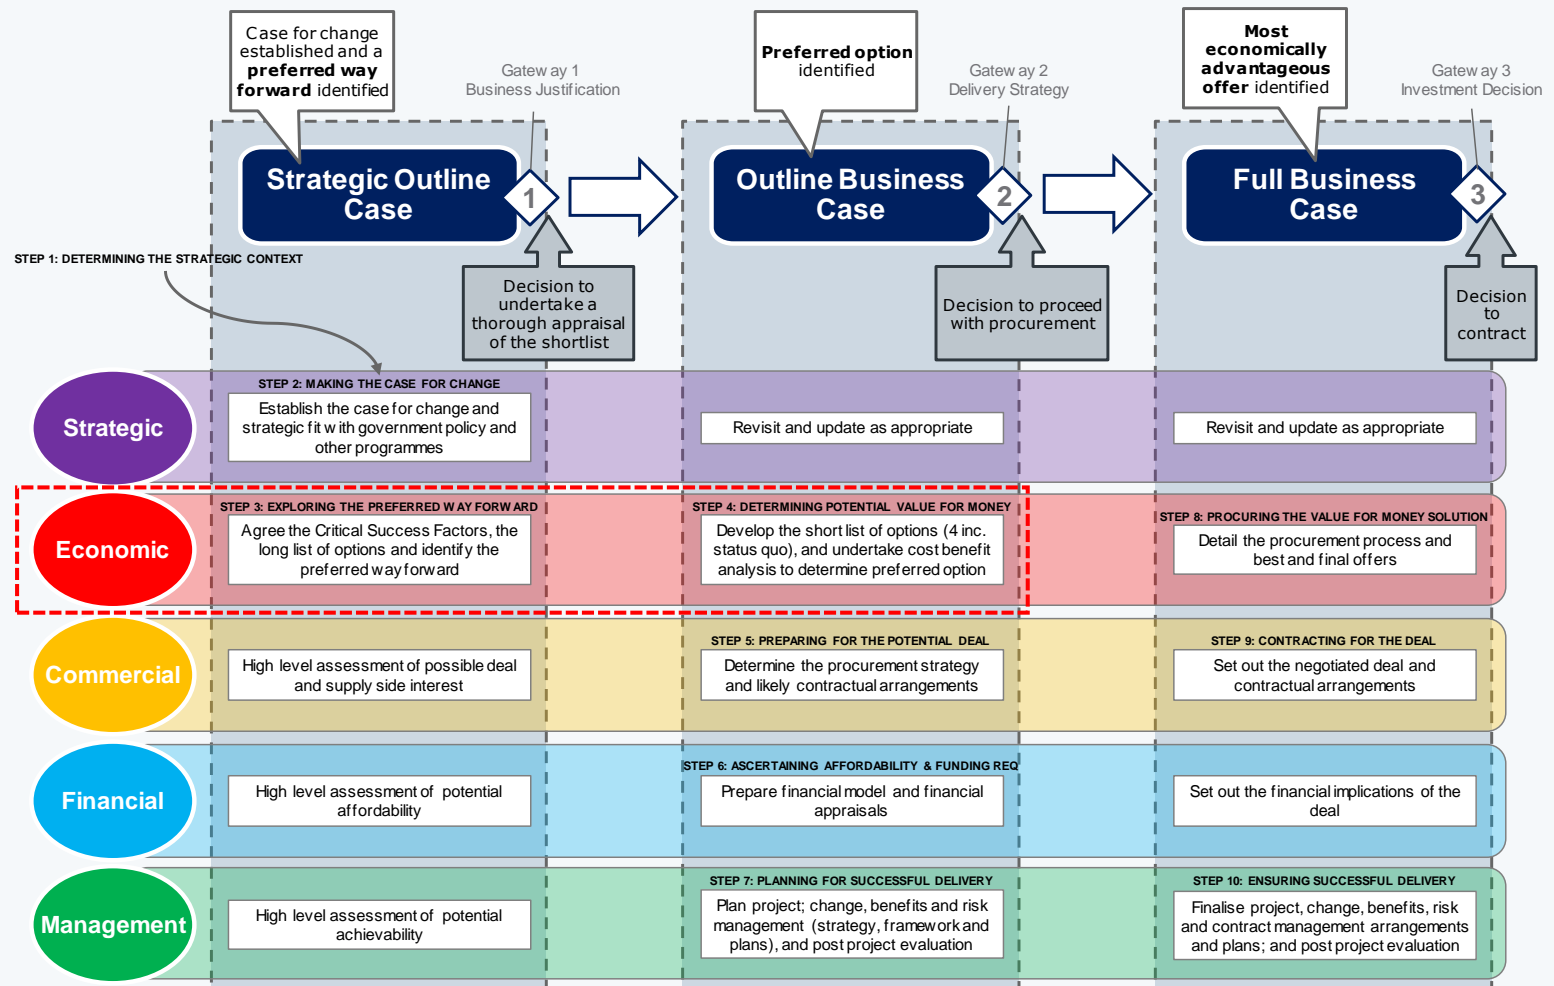 Case for change
established and a
preferred way
forward identified
Gateway 1
Business Justification
Preferred option
identified
Gateway 2
Delivery Strategy
Most
economically
advantageous
offer identified
Gateway 3
Investment Decision
Strategic Outline
Case
1
Outline Business
Case
2
Full Business
Case
3
STEP 1: DETERMINING THE STRATEGIC CONTEXT
Decision to
undertake a
thorough appraisal
of the shortlist
Decision to proceed
with procurement
Decision
to
contract
Strategic
STEP 2: MAKING THE CASE FOR CHANGE
Establish the case for change and
strategic fit with government policy and
other programmes
Revisit and update as appropriate
Revisit and update as appropriate
Economic
STEP 3: EXPLORING THE PREFERRED WAY FORWARD
Agree the Critical Success Factors, the
long list of options and identify the
preferred way forward
STEP 4: DETERMINING POTENTIAL VALUE FOR MONEY
Develop the short list of options (4 inc.
status quo), and undertake cost benefit
analysis to determine preferred option
STEP 8: PROCURING THE VALUE FOR MONEY SOLUTION
Detail the procurement process and
best and final offers
Commercial
High level assessment of possible deal
and supply side interest
STEP 5: PREPARING FOR THE POTENTIAL DEAL
Determine the procurement strategy
and likely contractual arrangements
STEP 9: CONTRACTING FOR THE DEAL
Set out the negotiated deal and
contractual arrangements
Financial
High level assessment of potential
affordability
STEP 6: ASCERTAINING AFFORDABILITY & FUNDING REQ
Prepare financial model and financial
appraisals
Set out the financial implications of the
deal
Management
High level assessment of potential
achievability
STEP 7: PLANNING FOR SUCCESSFUL DELIVERY
Plan project; change, benefits and risk
management (strategy, framework and
plans), and post project evaluation
STEP 10: ENSURING SUCCESSFUL DELIVERY
Finalise project, change, benefits, risk
and contract management arrangements
and plans; and post project evaluation